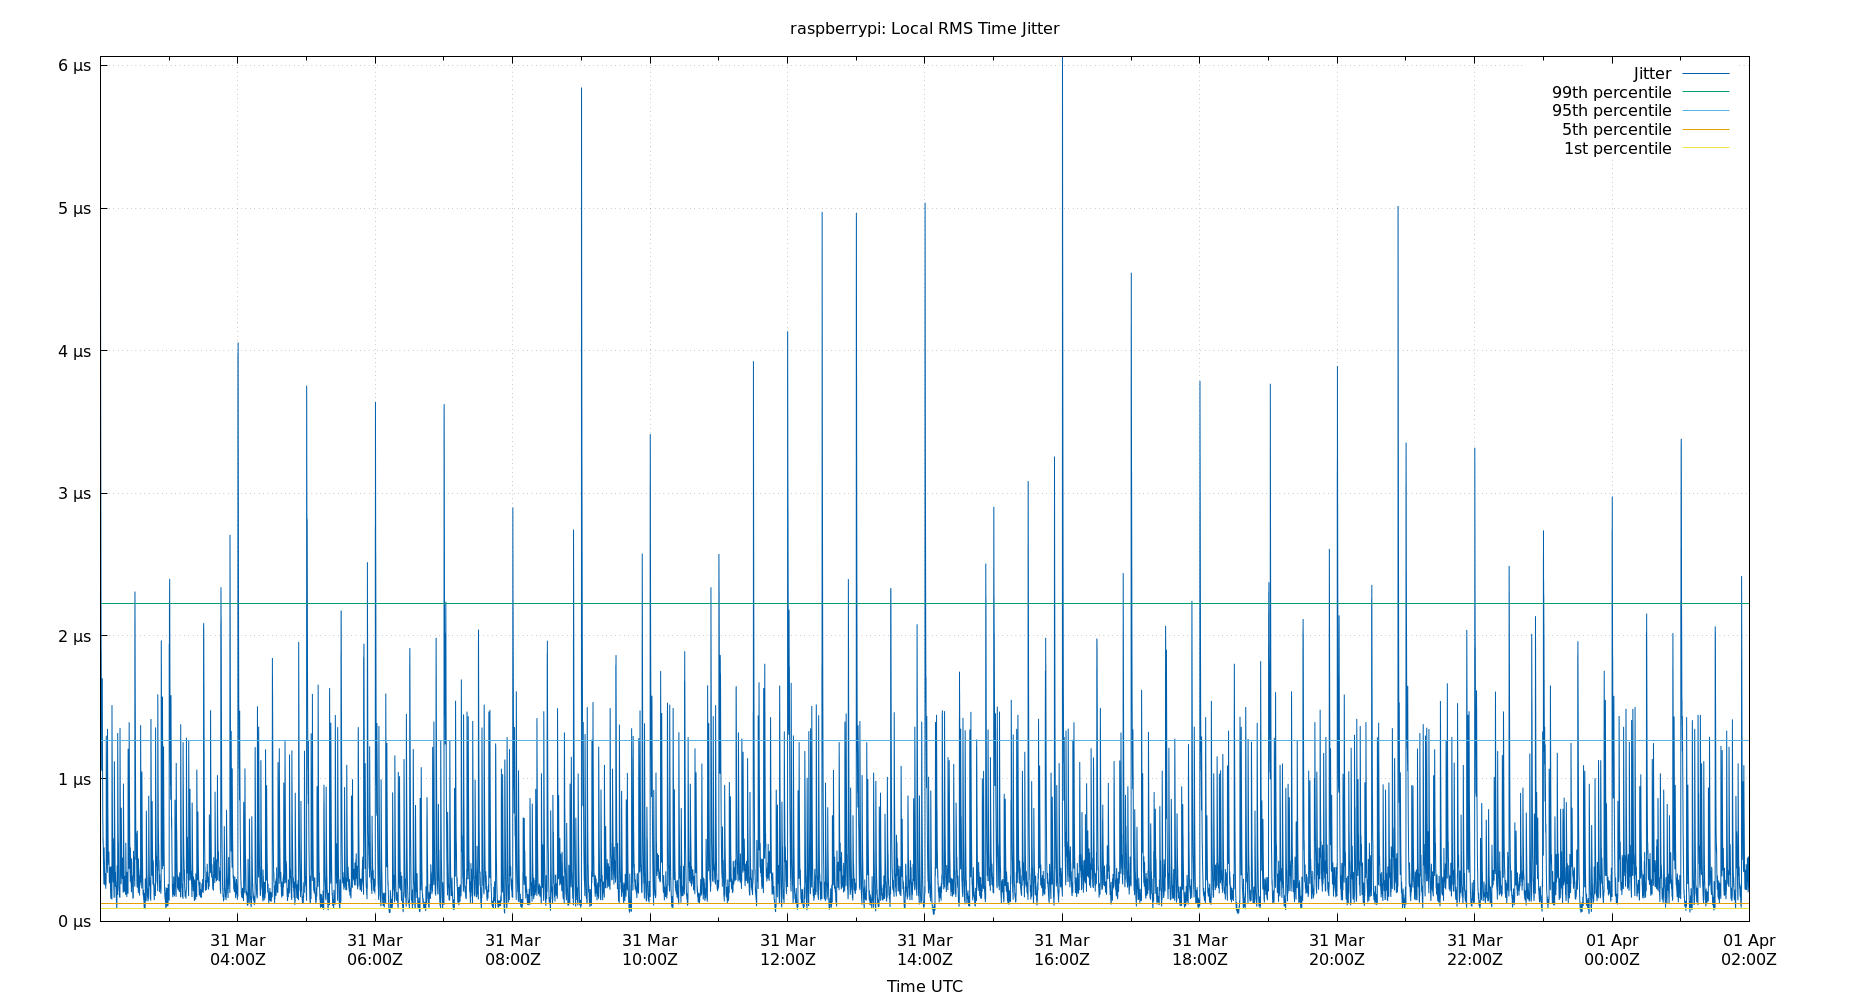 raspberrypi: Local RMS Time Jitter
6 µs
5 µs
4 µs
3 µs
2 µs
1 µs
0 µs
Jitter
99th percentile
95th percentile
5th percentile
1st percentile
31 Mar 31 Mar 31 Mar 31 Mar 31 Mar 31 Mar 31 Mar 31 Mar 31 Mar 31 Mar 01 Apr 01 Apr
04:00Z 06:00Z 08:00Z 10:00Z 12:00Z 14:00Z 16:00Z 18:00Z 20:00Z 22:00Z 00:00Z 02:00Z
Time UTC